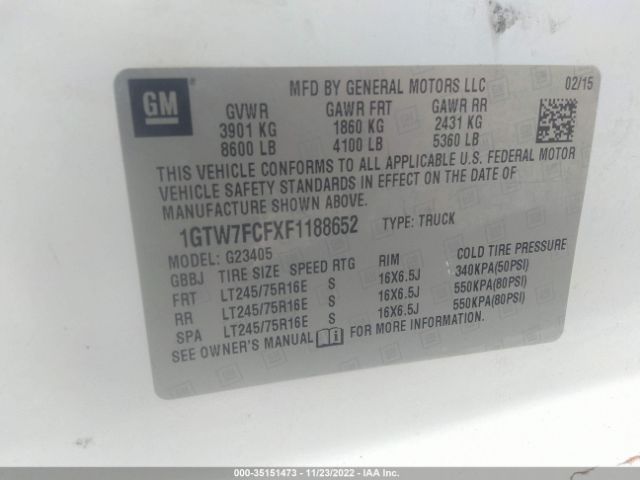 GM
MFD BY GENERAL MOTORS LLC 02/15
GVWR GAWR FRT GAWR RR
3901 KG 1860 KG 2431 KG
8600 LB 4100 LB 5360 LB
THIS VEHICLE CONFORMS TO ALL APPLICABLE U.S. FEDERAL MOTOR
VEHICLE SAFETY STANDARDS IN EFFECT ON THE DATE OF
MANUFACTURE SHOWN ABOVE.
1GTW7FCFXF1188652 TYPE: TRUCK
MODEL: G23405
GBBJ TIRE SIZE SPEED RTG RIM COLD TIRE PRESSURE
FRT LT245/75R16E S 16X6.5J 340KPA(50PSI)
RR LT245/75R16E S 16X6.5J 550KPA(80PSI)
SPA LT245/75R16E S 16X6.5J 550KPA(80PSI)
SEE OWNER'S MANUAL FOR MORE INFORMATION.
000-35151473 - 11/23/2022 - IAA Inc.